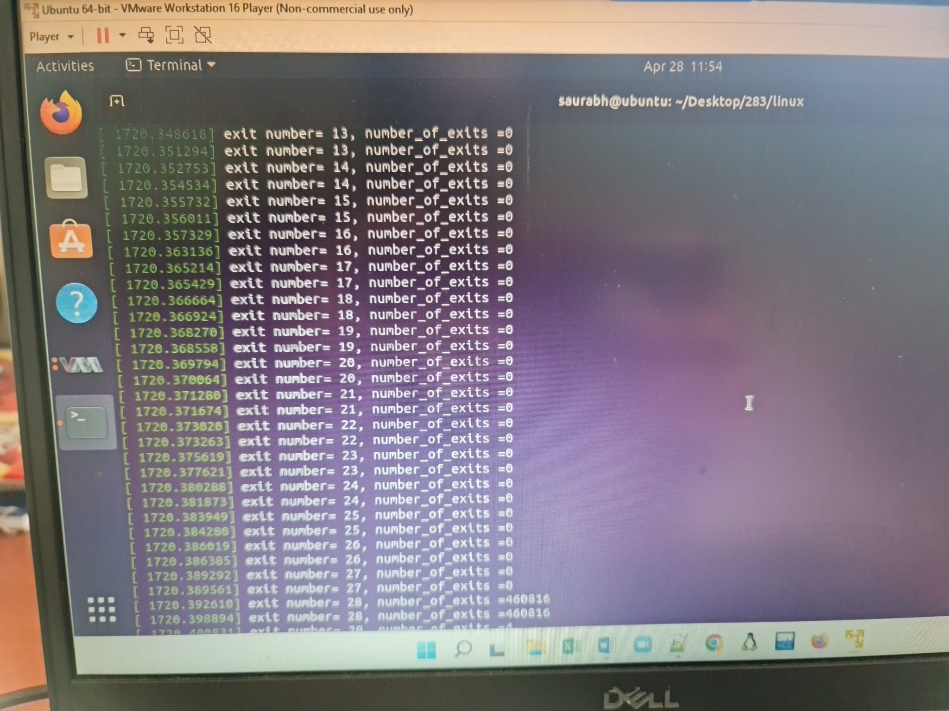 Ubuntu 64-bit - VMware Workstation 16 Player (Non-commercial use only)
Player
Activities
Terminal
Apr 28 11:54
saurabh@ubuntu: ~/Desktop/283/linux
[ 1720.348618] exit number= 13, number_of_exits =0
[ 1720.351294] exit number= 13, number_of_exits =0
[ 1720.352753] exit number= 14, number_of_exits =0
[ 1720.354534] exit number= 14, number_of_exits =0
[ 1720.355732] exit number= 15, number_of_exits =0
[ 1720.356011] exit number= 15, number_of_exits =0
[ 1720.357329] exit number= 16, number_of_exits =0
[ 1720.363136] exit number= 16, number_of_exits =0
[ 1720.365214] exit number= 17, number_of_exits =0
[ 1720.365429] exit number= 17, number_of_exits =0
[ 1720.366664] exit number= 18, number_of_exits =0
[ 1720.366924] exit number= 18, number_of_exits =0
[ 1720.368270] exit number= 19, number_of_exits =0
[ 1720.368558] exit number= 19, number_of_exits =0
[ 1720.369794] exit number= 20, number_of_exits =0
[ 1720.370064] exit number= 20, number_of_exits =0
[ 1720.371280] exit number= 21, number_of_exits =0
[ 1720.371674] exit number= 21, number_of_exits =0
[ 1720.373020] exit number= 22, number_of_exits =0
[ 1720.373263] exit number= 22, number_of_exits =0
[ 1720.375619] exit number= 23, number_of_exits =0
[ 1720.377621] exit number= 23, number_of_exits =0
[ 1720.380288] exit number= 24, number_of_exits =0
[ 1720.381873] exit number= 24, number_of_exits =0
[ 1720.383949] exit number= 25, number_of_exits =0
[ 1720.384280] exit number= 25, number_of_exits =0
[ 1720.386019] exit number= 26, number_of_exits =0
[ 1720.386385] exit number= 26, number_of_exits =0
[ 1720.389292] exit number= 27, number_of_exits =0
[ 1720.389561] exit number= 27, number_of_exits =0
[ 1720.392610] exit number= 28, number_of_exits =460816
[ 1720.398894] exit number= 28, number_of_exits =460816
exit number= 29, number_of_exits
DELL